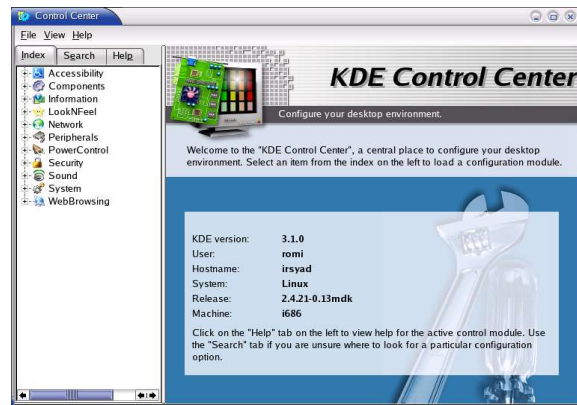 Control Center
File View Help
Index Search Help
Accessibility
Components
Information
LookNFeel
Network
Peripherals
PowerControl
Security
Sound
System
WebBrowsing
KDE Control Center
Configure your desktop environment.
Welcome to the "KDE Control Center", a central place to configure your desktop
environment. Select an item from the index on the left to load a configuration module.
KDE version: 3.1.0
User: romi
Hostname: irsyad
System: Linux
Release: 2.4.21-0.13mdk
Machine: i686
Click on the "Help" tab on the left to view help for the active control module. Use
the "Search" tab if you are unsure where to look for a particular configuration
option.